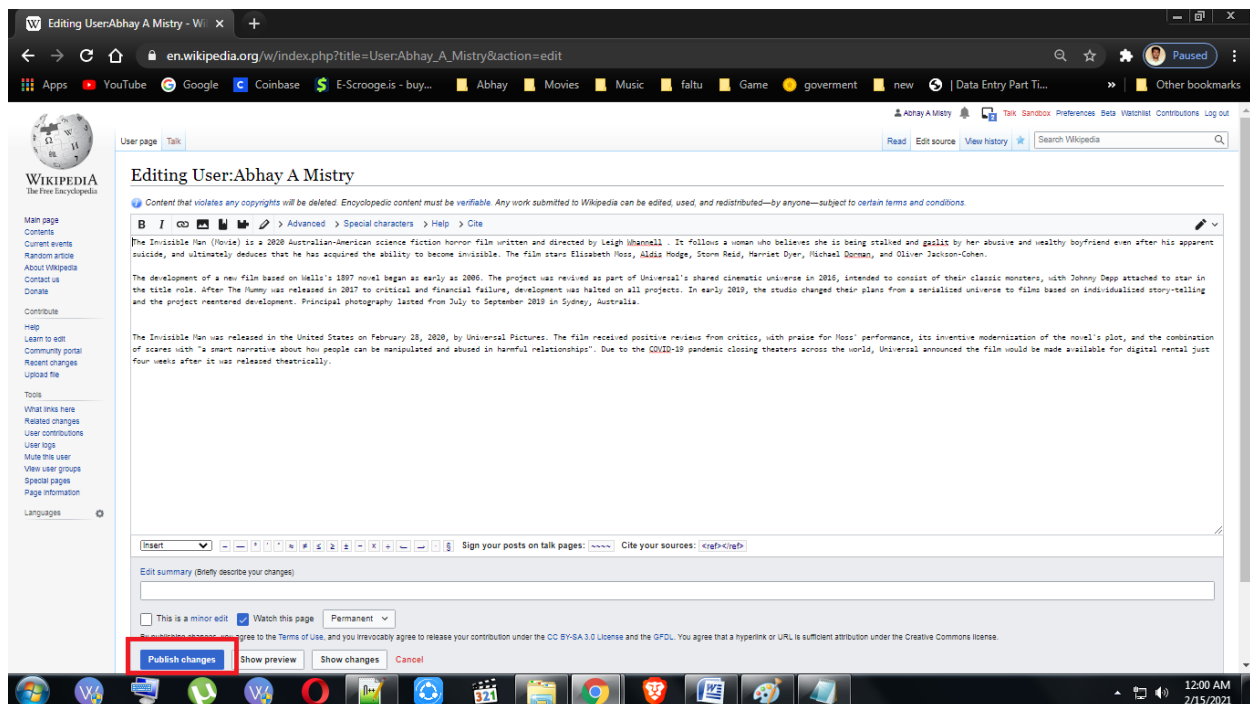 Editing User:Abhay A Mistry - Wi
en.wikipedia.org/w/index.php?title=User:Abhay_A_Mistry&action=edit
Paused
Apps YouTube Google Coinbase E-Scrooge.is - buy... Abhay Movies Music faltu Game goverment new | Data Entry Part Ti... » Other bookmarks
Abhay A Mistry Talk Sandbox Preferences Beta Watchlist Contributions Log out
User page Talk Read Edit source View history Search Wikipedia
WIKIPEDIA
The Free Encyclopedia
Main page
Contents
Current events
Random article
About Wikipedia
Contact us
Donate
Contribute
Help
Learn to edit
Community portal
Recent changes
Upload file
Tools
What links here
Related changes
User contributions
User logs
Mute this user
View user groups
Special pages
Page information
Languages
Editing User:Abhay A Mistry
Content that violates any copyrights will be deleted. Encyclopedic content must be verifiable. Any work submitted to Wikipedia can be edited, used, and redistributed—by anyone—subject to certain terms and conditions.
B I Advanced Special characters Help Cite
The Invisible Man (Movie) is a 2020 Australian-American science fiction horror film written and directed by Leigh Whannell . It follows a woman who believes she is being stalked and gaslit by her abusive and wealthy boyfriend even after his apparent
suicide, and ultimately deduces that he has acquired the ability to become invisible. The film stars Elisabeth Moss, Aldis Hodge, Storm Reid, Harriet Dyer, Michael Dorman, and Oliver Jackson-Cohen.
The development of a new film based on Wells's 1897 novel began as early as 2006. The project was revived as part of Universal's shared cinematic universe in 2016, intended to consist of their classic monsters, with Johnny Depp attached to star in
the title role. After The Mummy was released in 2017 to critical and financial failure, development was halted on all projects. In early 2019, the studio changed their plans from a serialized universe to films based on individualized story-telling
and the project reentered development. Principal photography lasted from July to September 2019 in Sydney, Australia.
The Invisible Man was released in the United States on February 28, 2020, by Universal Pictures. The film received positive reviews from critics, with praise for Moss' performance, its inventive modernization of the novel's plot, and the combination
of scares with "a smart narrative about how people can be manipulated and abused in harmful relationships". Due to the COVID-19 pandemic closing theaters across the world, Universal announced the film would be made available for digital rental just
four weeks after it was released theatrically.
Insert – — ° ′ ″ ≈ ≠ ≤ ≥ ± − × ÷ ← → · § Sign your posts on talk pages: ~~~~ Cite your sources: <ref></ref>
Edit summary (Briefly describe your changes)
This is a minor edit Watch this page Permanent
By publishing changes, you agree to the Terms of Use, and you irrevocably agree to release your contribution under the CC BY-SA 3.0 License and the GFDL. You agree that a hyperlink or URL is sufficient attribution under the Creative Commons license.
Publish changes Show preview Show changes Cancel
321
12:00 AM
2/15/2021